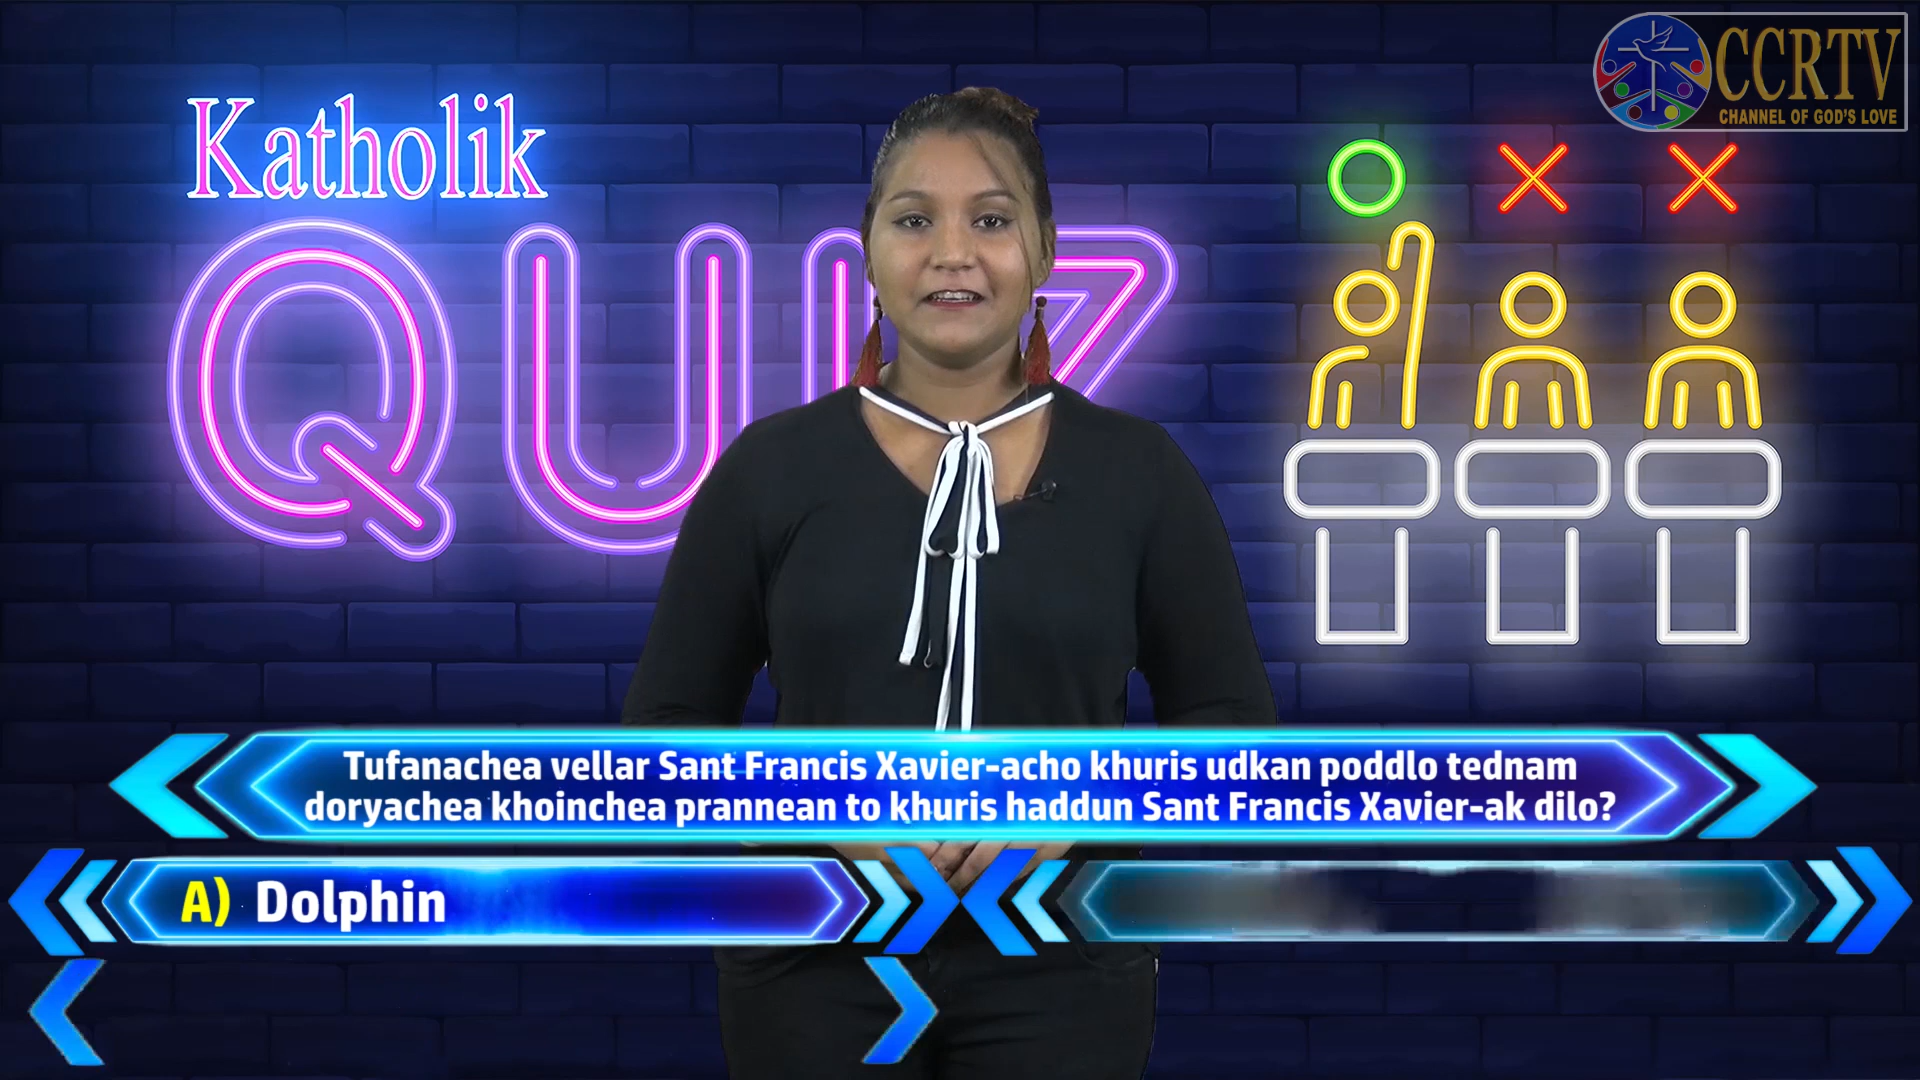 CCRTV
CHANNEL OF GOD'S LOVE
Katholik
QUIZ
Tufanachea vellar Sant Francis Xavier-acho khuris udkan poddlo tednam
doryachea khoinchea prannean to khuris haddun Sant Francis Xavier-ak dilo?
A) Dolphin